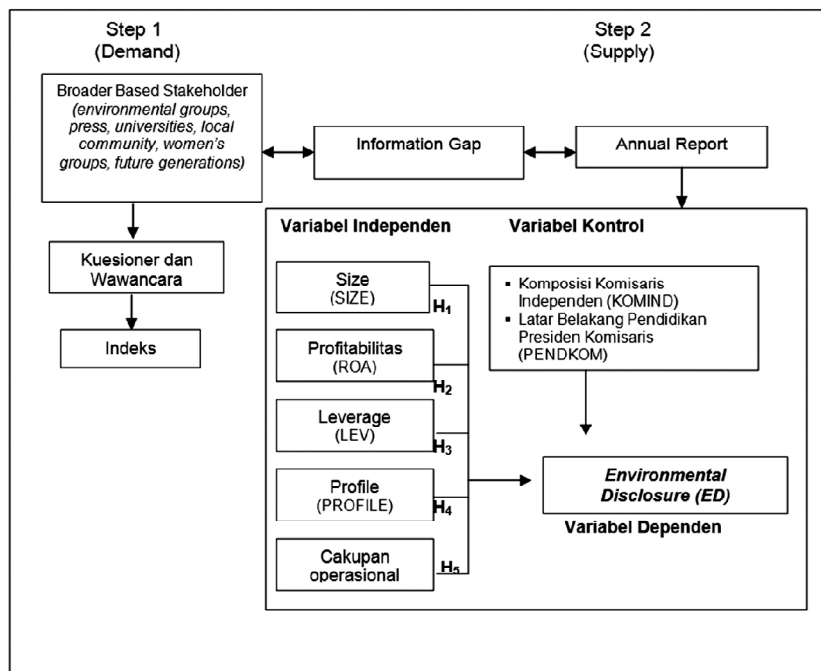 Step 1
(Demand)
Step 2
(Supply)
Broader Based Stakeholder
(environmental groups,
press, universities, local
community, women's
groups, future generations)
Information Gap
Annual Report
Kuesioner dan
Wawancara
Indeks
Variabel Independen
Variabel Kontrol
Size
(SIZE)
H1
Profitabilitas
(ROA)
H2
Leverage
(LEV)
H3
Profile
(PROFILE)
H4
Cakupan
operasional
H5
▪ Komposisi Komisaris
Independen (KOMIND)
▪ Latar Belakang Pendidikan
Presiden Komisaris
(PENDKOM)
Environmental
Disclosure (ED)
Variabel Dependen